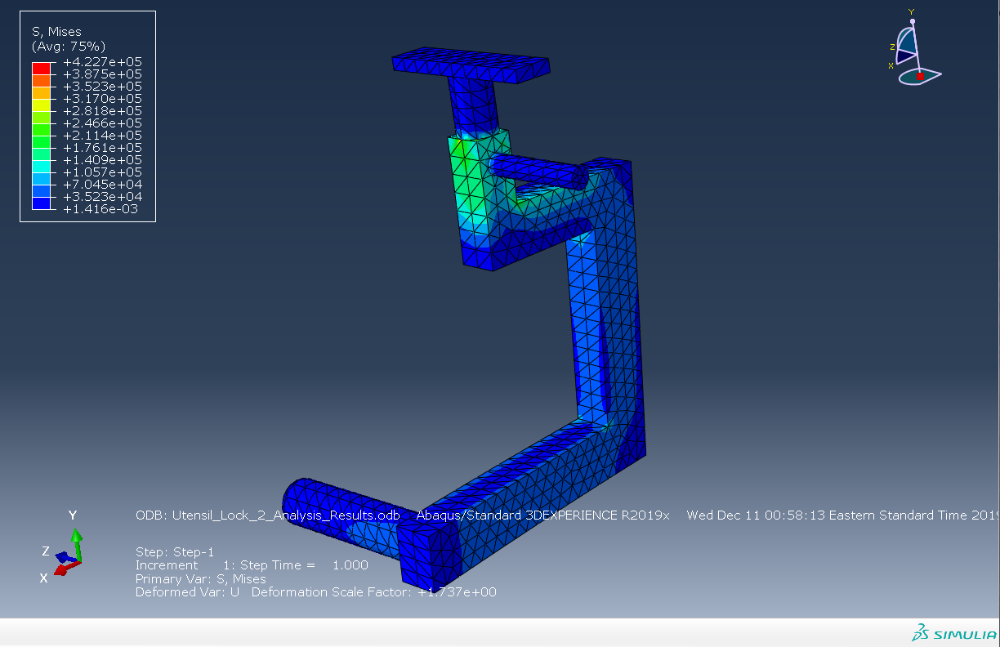 S, Mises
(Avg: 75%)
+4.227e+05
+3.875e+05
+3.523e+05
+3.170e+05
+2.818e+05
+2.466e+05
+2.114e+05
+1.761e+05
+1.409e+05
+1.057e+05
+7.045e+04
+3.523e+04
+1.416e-03
Y
Z
X
Y
Z
X
ODB: Utensil_Lock_2_Analysis_Results.odb Abaqus/Standard 3DEXPERIENCE R2019x Wed Dec 11 00:58:13 Eastern Standard Time 2019
Step: Step-1
Increment 1: Step Time = 1.000
Primary Var: S, Mises
Deformed Var: U Deformation Scale Factor: +1.737e+00
SIMULIA